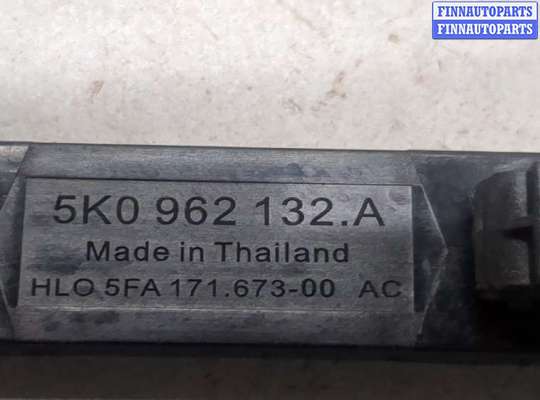 FINNAUTOPARTS
FINNAUTOPARTS
5K0 962 132.A
Made in Thailand
HLO 5FA 171.673-00 AC